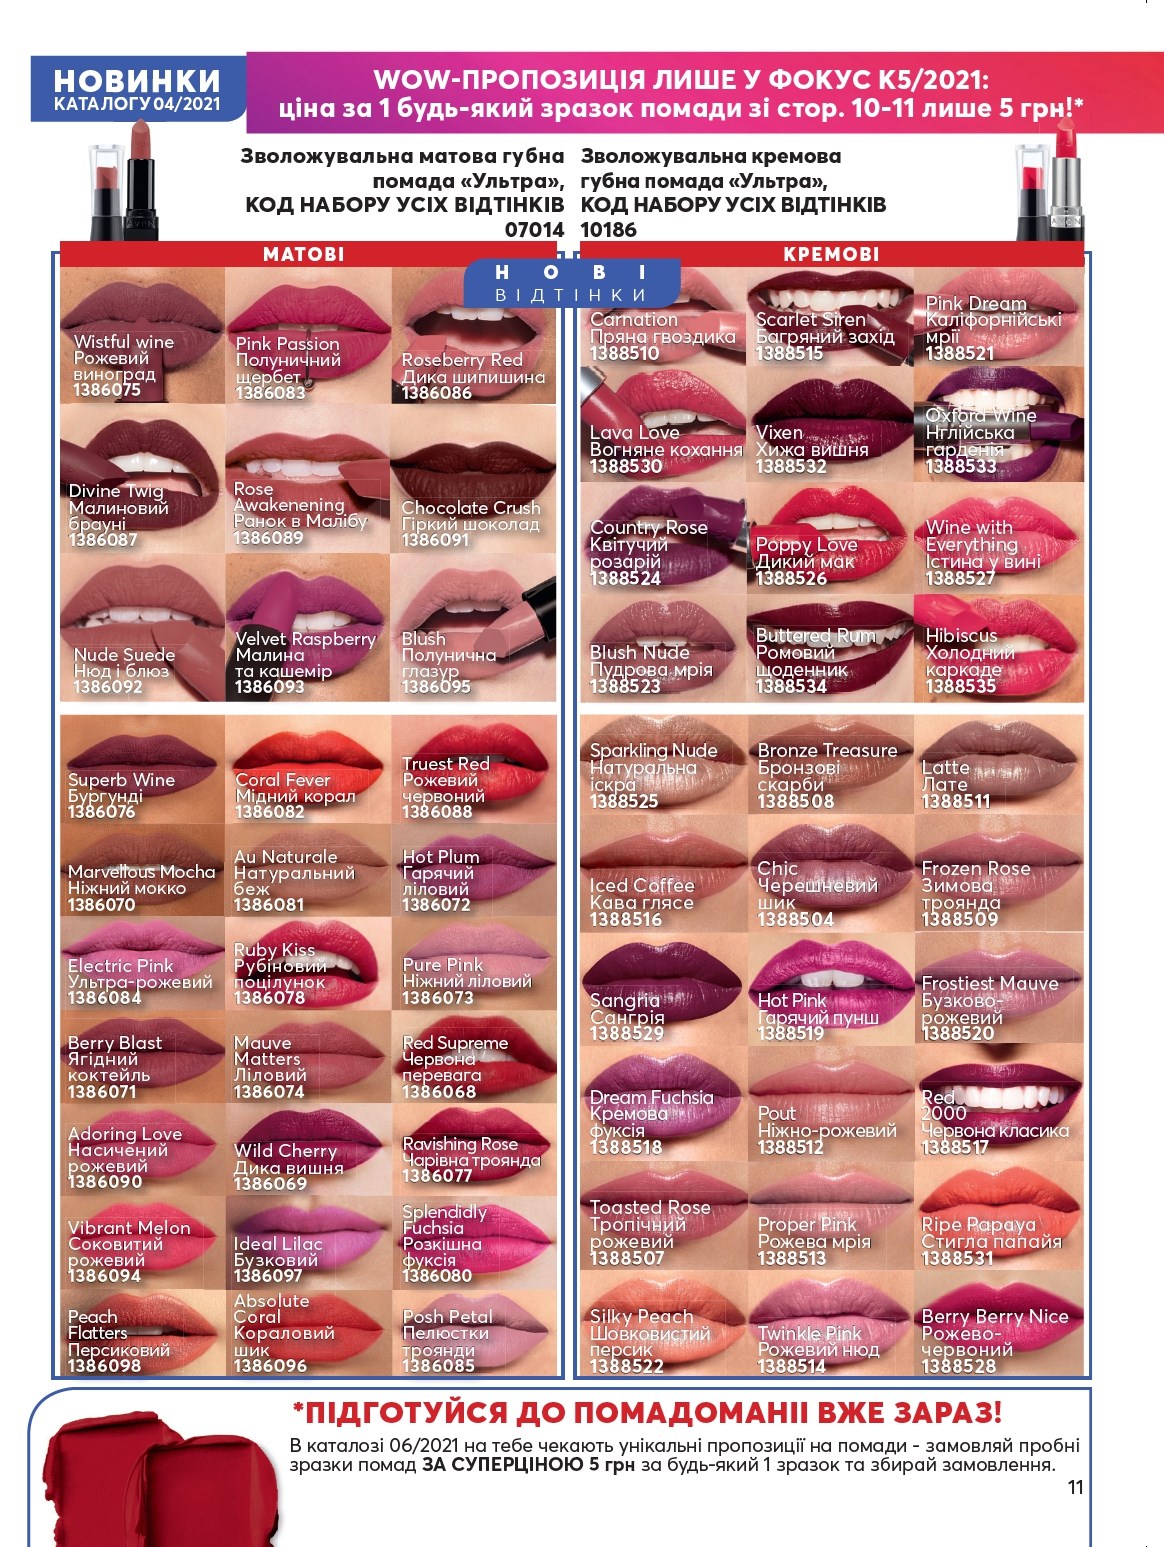 НОВИНКИ
КАТАЛОГУ 04/2021
WOW-ПРОПОЗИЦІЯ ЛИШЕ У ФОКУС К5/2021:
ціна за 1 будь-який зразок помади зі стор. 10-11 лише 5 грн!*
Зволожувальна матова губна
помада «Ультра»,
КОД НАБОРУ УСІХ ВІДТІНКІВ
07014
Зволожувальна кремова
губна помада «Ультра»,
КОД НАБОРУ УСІХ ВІДТІНКІВ
10186
МАТОВІ
КРЕМОВІ
НОВІ
ВІДТІНКИ
Wistful wine
Рожевий
виноград
1386075
Pink Passion
Полуничний
щербет
1386083
Roseberry Red
Дика шипишина
1386086
Divine Twig
Малиновий
брауні
1386087
Rose
Awakenening
Ранок в Малібу
1386089
Chocolate Crush
Гіркий шоколад
1386091
Nude Suede
Нюд і блюз
1386092
Velvet Raspberry
Малина
та кашемір
1386093
Blush
Полунична
глазур
1386095
Superb Wine
Бургунді
1386076
Coral Fever
Мідний корал
1386082
Truest Red
Рожевий
червоний
1386088
Marvellous Mocha
Ніжний мокко
1386070
Au Naturale
Натуральний
беж
1386081
Hot Plum
Гарячий
ліловий
1386072
Electric Pink
Ультра-рожевий
1386084
Ruby Kiss
Рубіновий
поцілунок
1386078
Pure Pink
Ніжний ліловий
1386073
Berry Blast
Ягідний
коктейль
1386071
Mauve
Matters
Ліловий
1386074
Red Supreme
Червона
перевага
1386068
Adoring Love
Насичений
рожевий
1386090
Wild Cherry
Дика вишня
1386069
Ravishing Rose
Чарівна троянда
1386077
Vibrant Melon
Соковитий
рожевий
1386094
Ideal Lilac
Бузковий
1386097
Splendidly
Fuchsia
Розкішна
фуксія
1386080
Peach
Flatters
Персиковий
1386098
Absolute
Coral
Кораловий
шик
1386096
Posh Petal
Пелюстки
троянди
1386085
Carnation
Пряна гвоздика
1388510
Scarlet Siren
Багряний захід
1388515
Pink Dream
Каліфорнійські
мрії
1388521
Lava Love
Вогняне кохання
1388530
Vixen
Хижа вишня
1388532
Oxford Wine
Нглійська
гарденія
1388533
Country Rose
Квітучий
розарій
1388524
Poppy Love
Дикий мак
1388526
Wine with
Everything
Істина у вині
1388527
Blush Nude
Пудрова мрія
1388523
Buttered Rum
Ромовий
щоденник
1388534
Hibiscus
Холодний
каркаде
1388535
Sparkling Nude
Натуральна
іскра
1388525
Bronze Treasure
Бронзові
скарби
1388508
Latte
Лате
1388511
Iced Coffee
Кава глясе
1388516
Chic
Черешневий
шик
1388504
Frozen Rose
Зимова
троянда
1388509
Sangria
Сангрія
1388529
Hot Pink
Гарячий пунш
1388519
Frostiest Mauve
Бузково-
рожевий
1388520
Dream Fuchsia
Кремова
фуксія
1388518
Pout
Ніжно-рожевий
1388512
Red
2000
Червона класика
1388517
Toasted Rose
Тропічний
рожевий
1388507
Proper Pink
Рожева мрія
1388513
Ripe Papaya
Стигла папайя
1388531
Silky Peach
Шовковистий
персик
1388522
Twinkle Pink
Рожевий нюд
1388514
Berry Berry Nice
Рожево-
червоний
1388528
*ПІДГОТУЙСЯ ДО ПОМАДОМАНІІ ВЖЕ ЗАРАЗ!
В каталозі 06/2021 на тебе чекають унікальні пропозиції на помади - замовляй пробні
зразки помад ЗА СУПЕРЦІНОЮ 5 грн за будь-який 1 зразок та збирай замовлення.
11